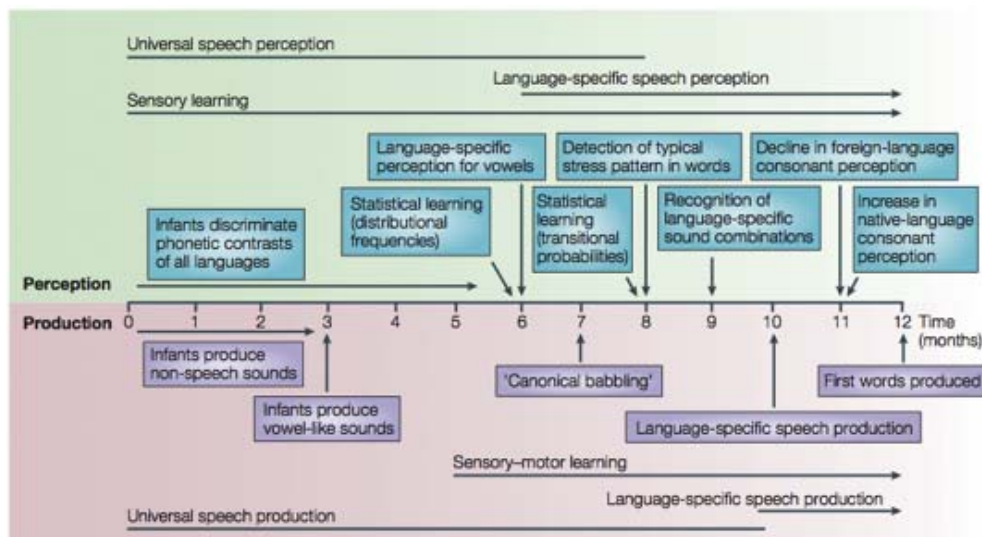 Universal speech perception
Language-specific speech perception
Sensory learning
Language-specific
perception for vowels
Detection of typical
stress pattern in words
Decline in foreign-language
consonant perception
Infants discriminate
phonetic contrasts
of all languages
Statistical learning
(distributional
frequencies)
Statistical
learning
(transitional
probabilities)
Recognition of
language-specific
sound combinations
Increase in
native-language
consonant
perception
Perception
Production
0 1 2 3 4 5 6 7 8 9 10 11 12 Time
(months)
Infants produce
non-speech sounds
Infants produce
vowel-like sounds
'Canonical babbling'
Language-specific speech production
First words produced
Sensory–motor learning
Language-specific speech production
Universal speech production